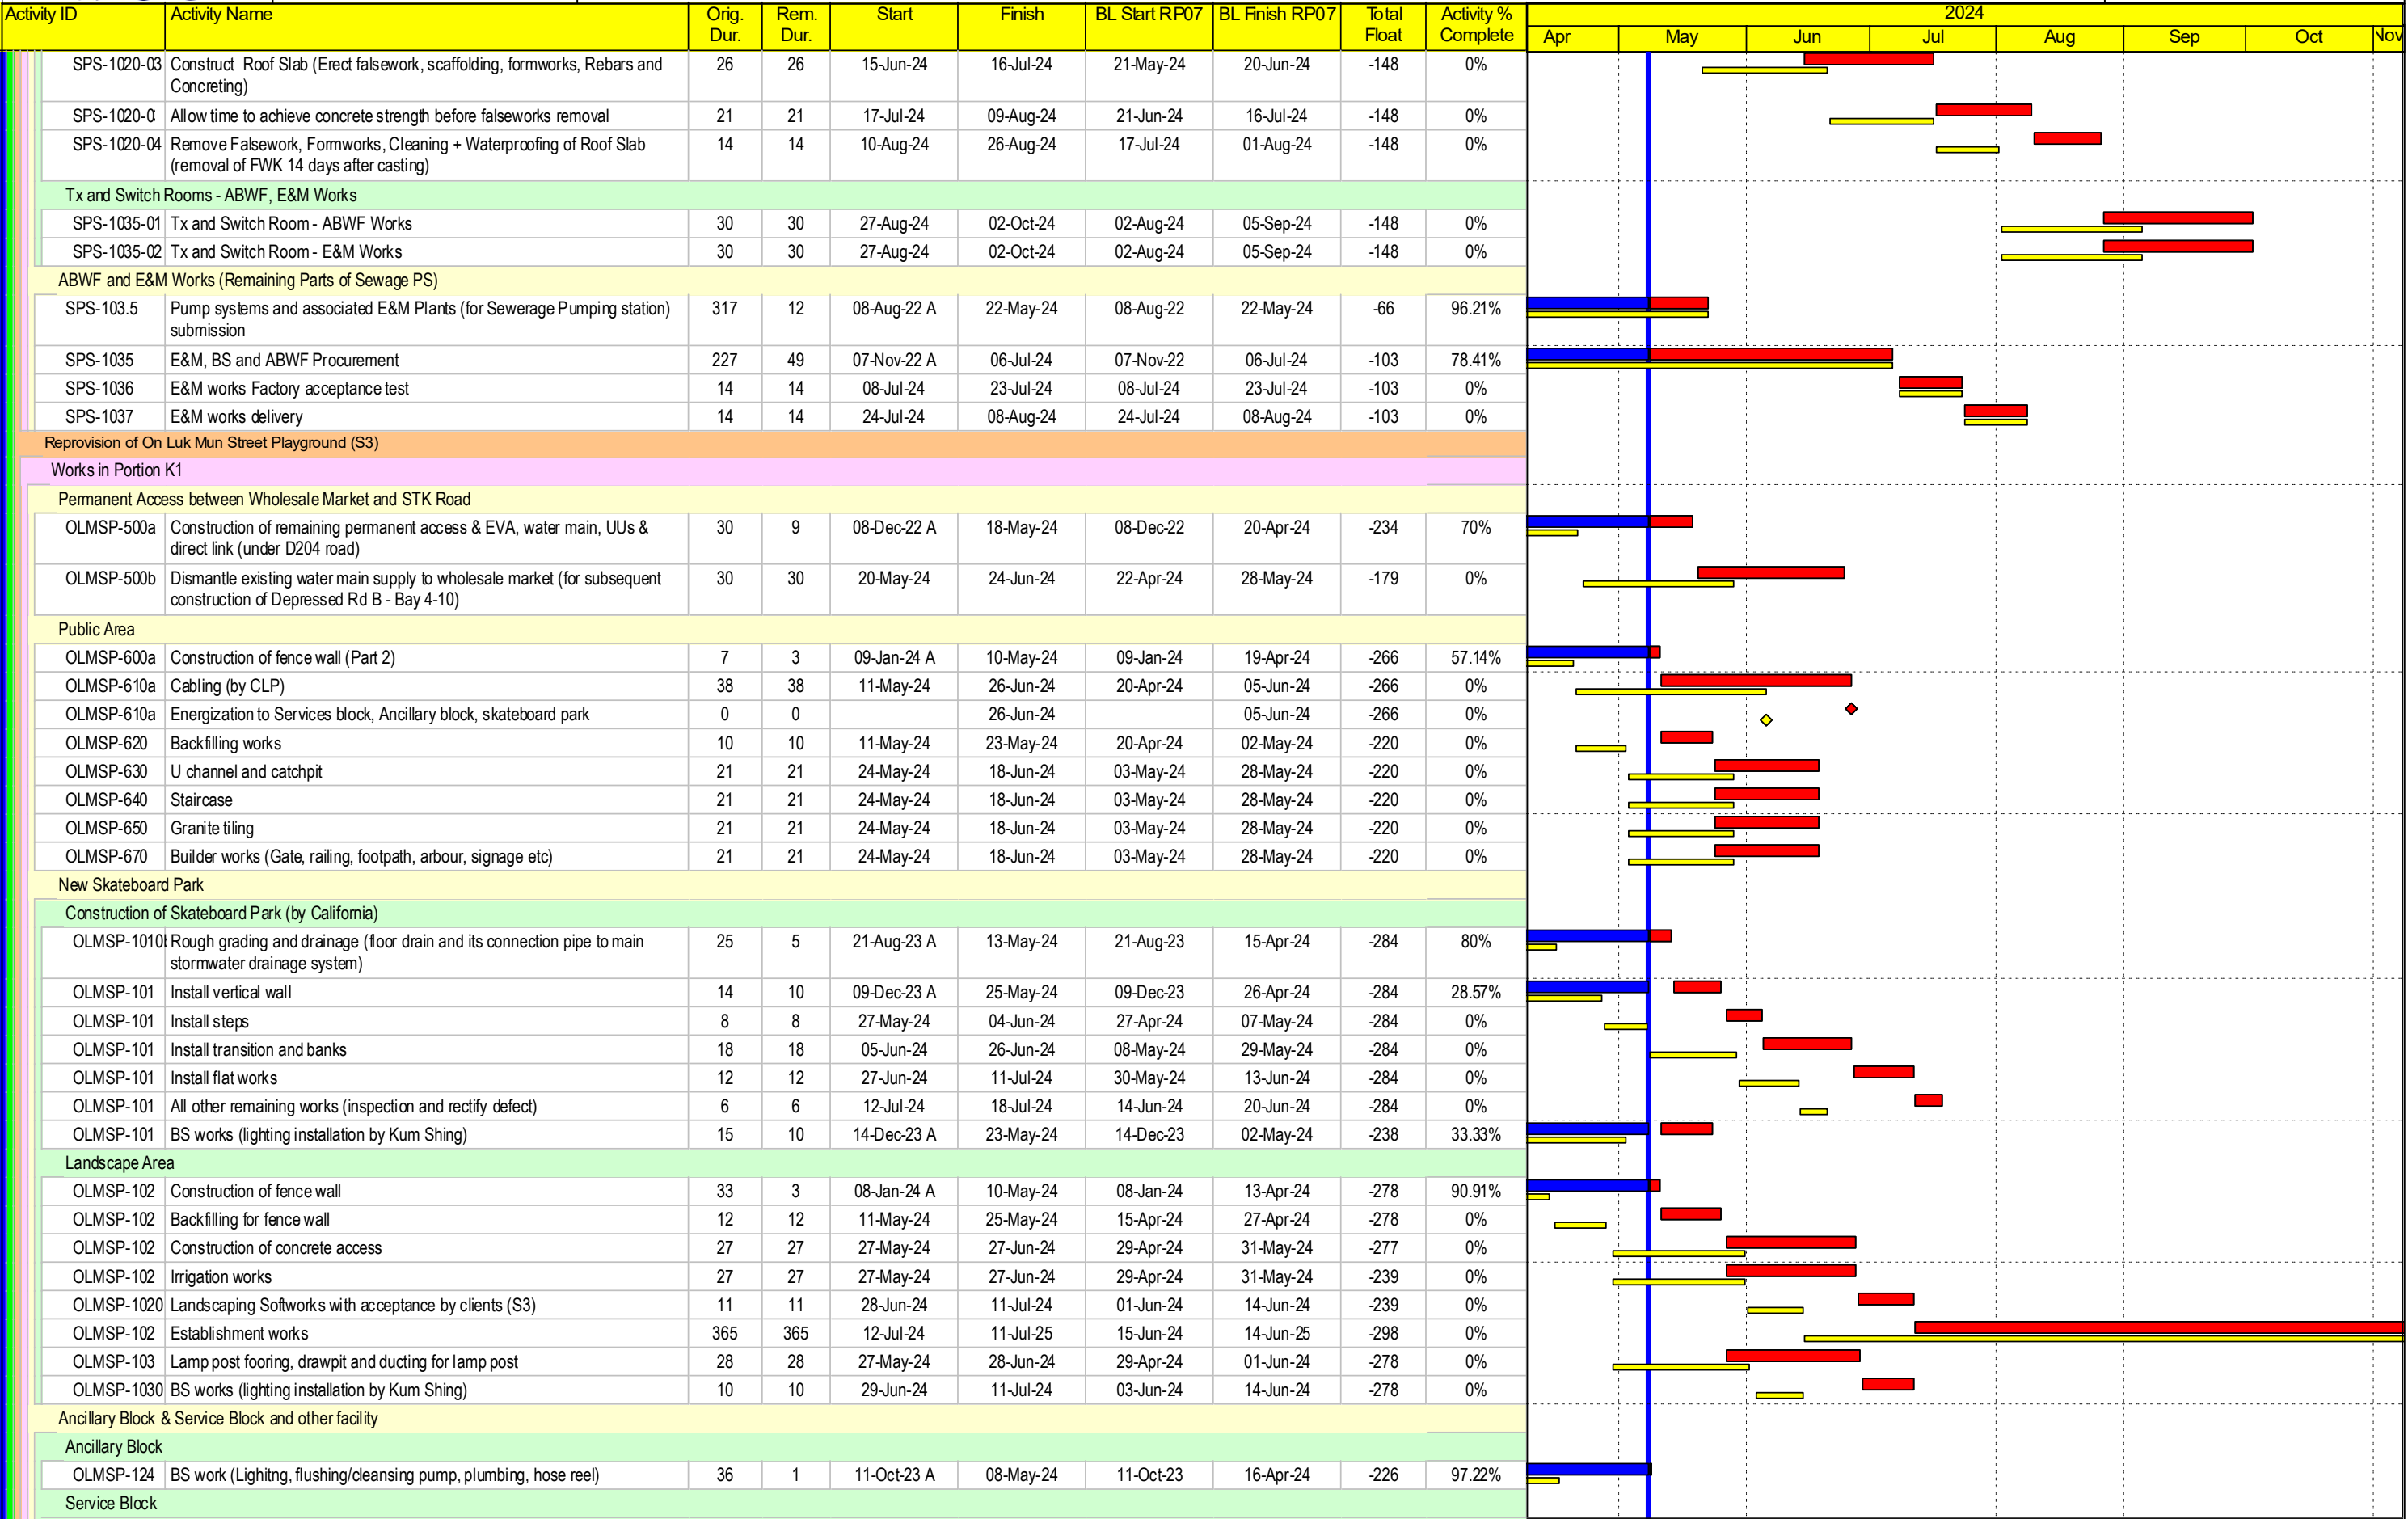 Activity ID Activity Name Orig. Dur. Rem. Dur. Start Finish BL Start RP07 BL Finish RP07 Total Float Activity % Complete 2024
Apr May Jun Jul Aug Sep Oct Nov
SPS-1020-03 Construct Roof Slab (Erect falsework, scaffolding, formworks, Rebars and 26 26 15-Jun-24 16-Jul-24 21-May-24 20-Jun-24 -148 0%
Concreting)
SPS-1020-0 Allow time to achieve concrete strength before falseworks removal 21 21 17-Jul-24 09-Aug-24 21-Jun-24 16-Jul-24 -148 0%
SPS-1020-04 Remove Falsework, Formworks, Cleaning + Waterproofing of Roof Slab 14 14 10-Aug-24 26-Aug-24 17-Jul-24 01-Aug-24 -148 0%
(removal of FWK 14 days after casting)
Tx and Switch Rooms - ABWF, E&M Works
SPS-1035-01 Tx and Switch Room - ABWF Works 30 30 27-Aug-24 02-Oct-24 02-Aug-24 05-Sep-24 -148 0%
SPS-1035-02 Tx and Switch Room - E&M Works 30 30 27-Aug-24 02-Oct-24 02-Aug-24 05-Sep-24 -148 0%
ABWF and E&M Works (Remaining Parts of Sewage PS)
SPS-103.5 Pump systems and associated E&M Plants (for Sewerage Pumping station) 317 12 08-Aug-22 A 22-May-24 08-Aug-22 22-May-24 -66 96.21%
submission
SPS-1035 E&M, BS and ABWF Procurement 227 49 07-Nov-22 A 06-Jul-24 07-Nov-22 06-Jul-24 -103 78.41%
SPS-1036 E&M works Factory acceptance test 14 14 08-Jul-24 23-Jul-24 08-Jul-24 23-Jul-24 -103 0%
SPS-1037 E&M works delivery 14 14 24-Jul-24 08-Aug-24 24-Jul-24 08-Aug-24 -103 0%
Reprovision of On Luk Mun Street Playground (S3)
Works in Portion K1
Permanent Access between Wholesale Market and STK Road
OLMSP-500a Construction of remaining permanent access & EVA, water main, UUs & 30 9 08-Dec-22 A 18-May-24 08-Dec-22 20-Apr-24 -234 70%
direct link (under D204 road)
OLMSP-500b Dismantle existing water main supply to wholesale market (for subsequent 30 30 20-May-24 24-Jun-24 22-Apr-24 28-May-24 -179 0%
construction of Depressed Rd B - Bay 4-10)
Public Area
OLMSP-600a Construction of fence wall (Part 2) 7 3 09-Jan-24 A 10-May-24 09-Jan-24 19-Apr-24 -266 57.14%
OLMSP-610a Cabling (by CLP) 38 38 11-May-24 26-Jun-24 20-Apr-24 05-Jun-24 -266 0%
OLMSP-610a Energization to Services block, Ancillary block, skateboard park 0 0 26-Jun-24 05-Jun-24 -266 0%
OLMSP-620 Backfilling works 10 10 11-May-24 23-May-24 20-Apr-24 02-May-24 -220 0%
OLMSP-630 U channel and catchpit 21 21 24-May-24 18-Jun-24 03-May-24 28-May-24 -220 0%
OLMSP-640 Staircase 21 21 24-May-24 18-Jun-24 03-May-24 28-May-24 -220 0%
OLMSP-650 Granite tiling 21 21 24-May-24 18-Jun-24 03-May-24 28-May-24 -220 0%
OLMSP-670 Builder works (Gate, railing, footpath, arbour, signage etc) 21 21 24-May-24 18-Jun-24 03-May-24 28-May-24 -220 0%
New Skateboard Park
Construction of Skateboard Park (by California)
OLMSP-1010 Rough grading and drainage (floor drain and its connection pipe to main 25 5 21-Aug-23 A 13-May-24 21-Aug-23 15-Apr-24 -284 80%
stormwater drainage system)
OLMSP-101 Install vertical wall 14 10 09-Dec-23 A 25-May-24 09-Dec-23 26-Apr-24 -284 28.57%
OLMSP-101 Install steps 8 8 27-May-24 04-Jun-24 27-Apr-24 07-May-24 -284 0%
OLMSP-101 Install transition and banks 18 18 05-Jun-24 26-Jun-24 08-May-24 29-May-24 -284 0%
OLMSP-101 Install flat works 12 12 27-Jun-24 11-Jul-24 30-May-24 13-Jun-24 -284 0%
OLMSP-101 All other remaining works (inspection and rectify defect) 6 6 12-Jul-24 18-Jul-24 14-Jun-24 20-Jun-24 -284 0%
OLMSP-101 BS works (lighting installation by Kum Shing) 15 10 14-Dec-23 A 23-May-24 14-Dec-23 02-May-24 -238 33.33%
Landscape Area
OLMSP-102 Construction of fence wall 33 3 08-Jan-24 A 10-May-24 08-Jan-24 13-Apr-24 -278 90.91%
OLMSP-102 Backfilling for fence wall 12 12 11-May-24 25-May-24 15-Apr-24 27-Apr-24 -278 0%
OLMSP-102 Construction of concrete access 27 27 27-May-24 27-Jun-24 29-Apr-24 31-May-24 -277 0%
OLMSP-102 Irrigation works 27 27 27-May-24 27-Jun-24 29-Apr-24 31-May-24 -239 0%
OLMSP-1020 Landscaping Softworks with acceptance by clients (S3) 11 11 28-Jun-24 11-Jul-24 01-Jun-24 14-Jun-24 -239 0%
OLMSP-102 Establishment works 365 365 12-Jul-24 11-Jul-25 15-Jun-24 14-Jun-25 -298 0%
OLMSP-103 Lamp post fooring, drawpit and ducting for lamp post 28 28 27-May-24 28-Jun-24 29-Apr-24 01-Jun-24 -278 0%
OLMSP-1030 BS works (lighting installation by Kum Shing) 10 10 29-Jun-24 11-Jul-24 03-Jun-24 14-Jun-24 -278 0%
Ancillary Block & Service Block and other facility
Ancillary Block
OLMSP-124 BS work (Lighitng, flushing/cleansing pump, plumbing, hose reel) 36 1 11-Oct-23 A 08-May-24 11-Oct-23 16-Apr-24 -226 97.22%
Service Block